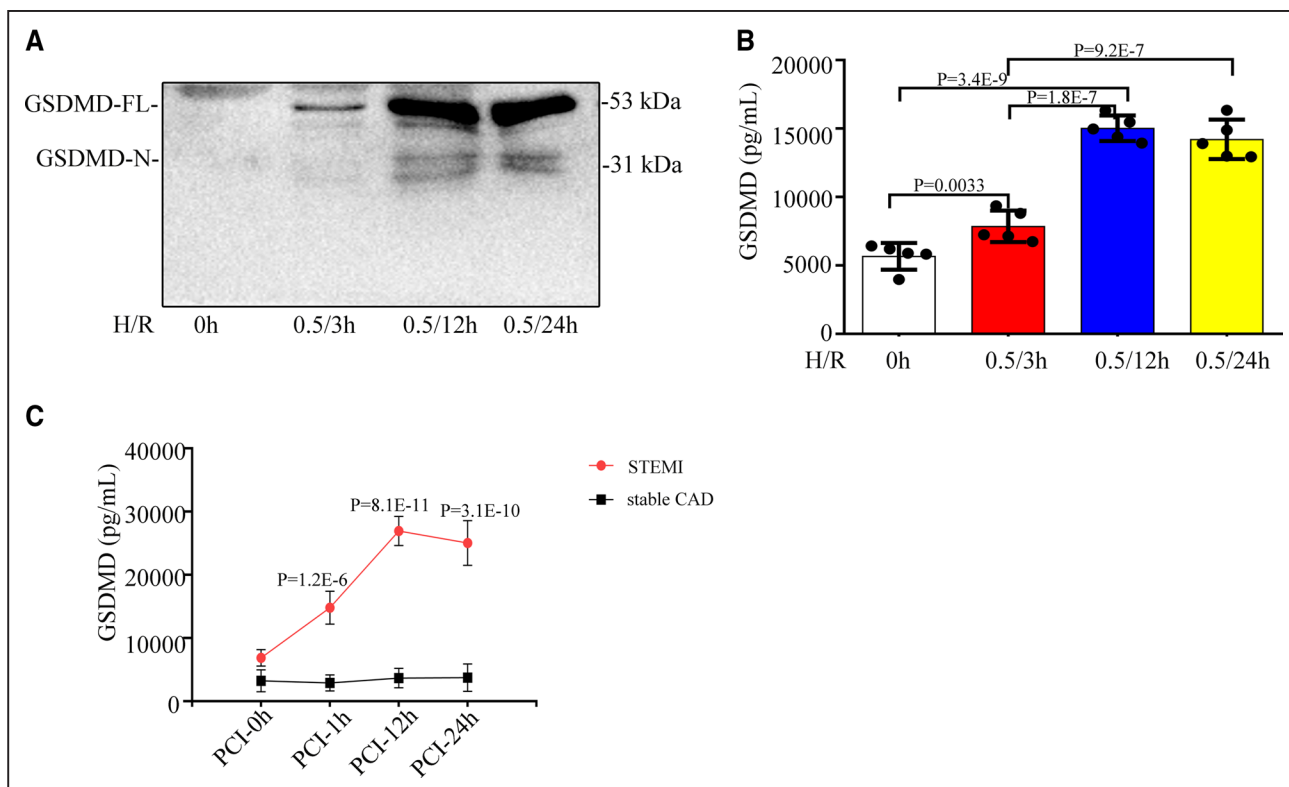 A
GSDMD-FL-
-53 kDa
GSDMD-N-
-31 kDa
H/R 0h 0.5/3h 0.5/12h 0.5/24h
B
P=9.2E-7
P=3.4E-9
P=1.8E-7
P=0.0033
GSDMD (pg/mL)
20000
15000
10000
5000
0
H/R 0h 0.5/3h 0.5/12h 0.5/24h
C
GSDMD (pg/mL)
40000
30000
20000
10000
0
P=1.2E-6
P=8.1E-11
P=3.1E-10
STEMI
stable CAD
PCI-0h PCI-1h PCI-12h PCI-24h